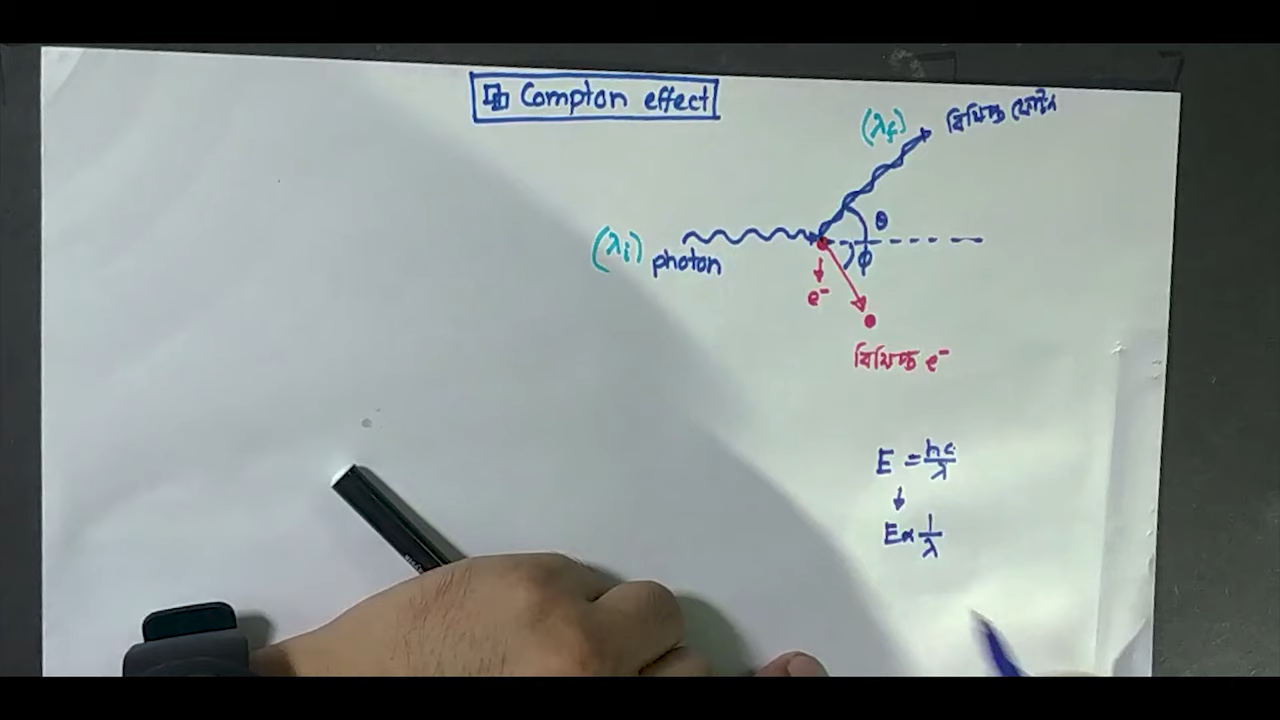 Compton effect
(λf) বিক্ষিপ্ত ফোটন
θ
(λi) photon
ϕ
e⁻
বিক্ষিপ্ত e⁻
E = hc/λ
↓
E∝ 1/λ